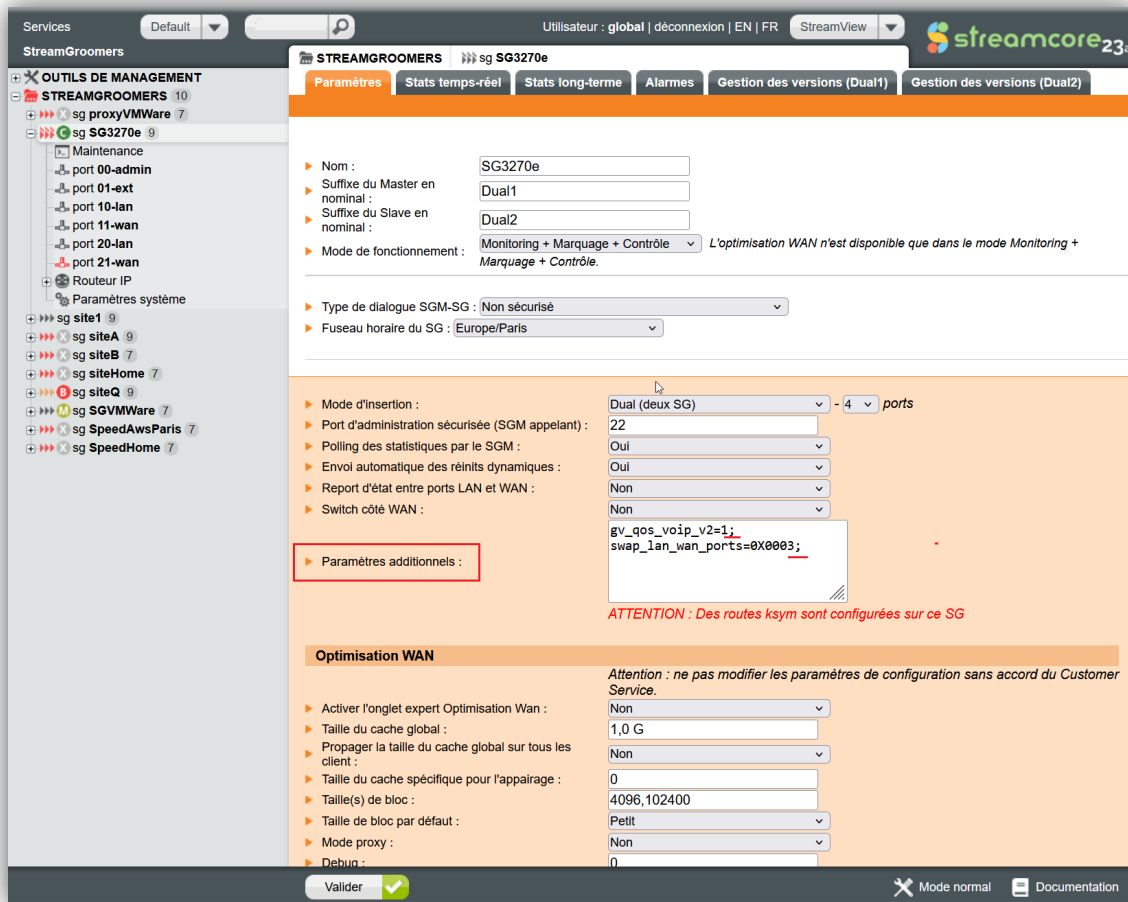 Services Default Utilisateur : global | déconnexion | EN | FR StreamView streamcore23a
StreamGroomers
STREAMGROOMERS sg SG3270e
Paramètres Stats temps-réel Stats long-terme Alarmes Gestion des versions (Dual1) Gestion des versions (Dual2)
OUTILS DE MANAGEMENT
STREAMGROOMERS 10
X sg proxyVMWare 7
C sg SG3270e 9
Maintenance
port 00-admin
port 01-ext
port 10-lan
port 11-wan
port 20-lan
port 21-wan
Routeur IP
Paramètres système
sg site1 9
X sg siteA 9
X sg siteB 7
X sg siteHome 7
B sg siteQ 9
M sg SGVMWare 7
X sg SpeedAwsParis 7
X sg SpeedHome 7
Nom : SG3270e
Suffixe du Master en
nominal : Dual1
Suffixe du Slave en
nominal : Dual2
Mode de fonctionnement : Monitoring + Marquage + Contrôle L'optimisation WAN n'est disponible que dans le mode Monitoring +
Marquage + Contrôle.
Type de dialogue SGM-SG : Non sécurisé
Fuseau horaire du SG : Europe/Paris
Mode d'insertion : Dual (deux SG) - 4 ports
Port d'administration sécurisée (SGM appelant) : 22
Polling des statistiques par le SGM : Oui
Envoi automatique des réinits dynamiques : Oui
Report d'état entre ports LAN et WAN : Non
Switch côté WAN : Non
Paramètres additionnels :
gv_qos_voip_v2=1;
swap_lan_wan_ports=0X0003;
ATTENTION : Des routes ksym sont configurées sur ce SG
Optimisation WAN
Attention : ne pas modifier les paramètres de configuration sans accord du Customer
Service.
Activer l'onglet expert Optimisation Wan : Non
Taille du cache global : 1,0 G
Propager la taille du cache global sur tous les
client : Non
Taille du cache spécifique pour l'appairage : 0
Taille(s) de bloc : 4096,102400
Taille de bloc par défaut : Petit
Mode proxy : Non
Debug : 0
Valider Mode normal Documentation